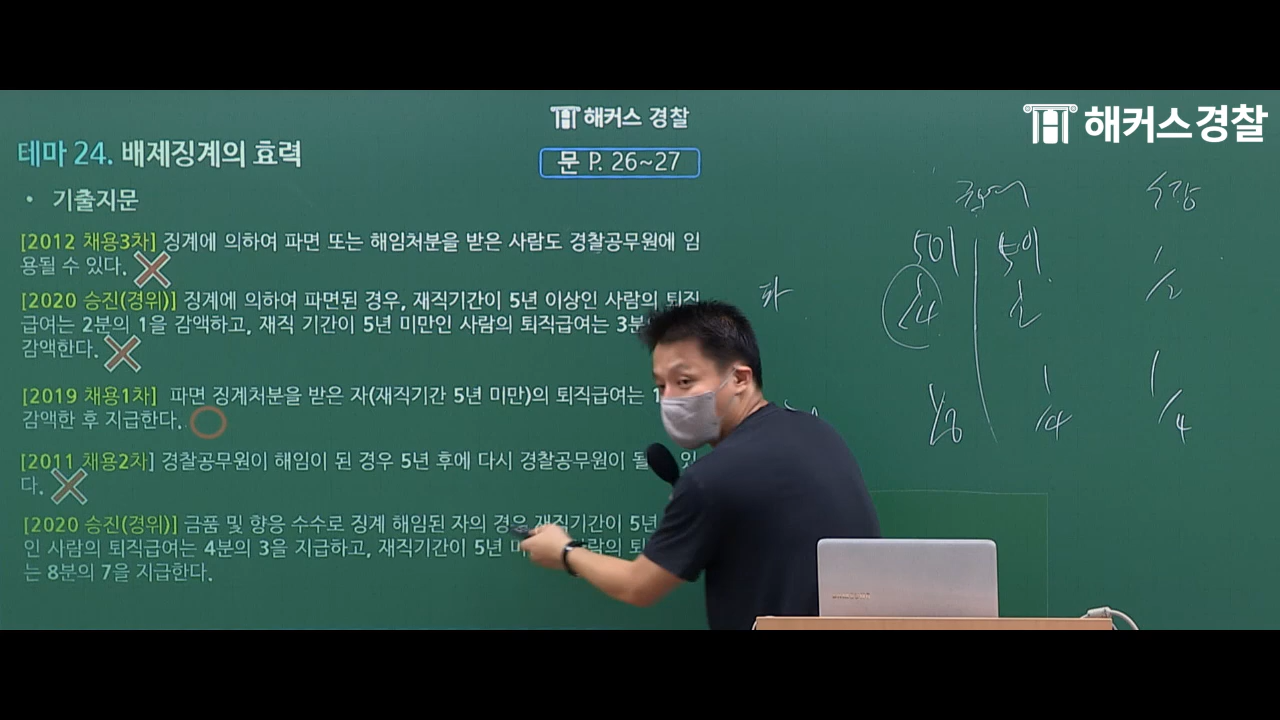 해커스 경찰
해커스경찰
테마 24. 배제징계의 효력
문 P. 26~27
• 기출지문
[2012 채용3차] 징계에 의하여 파면 또는 해임처분을 받은 사람도 경찰공무원에 임
용될 수 있다.
[2020 승진(경위)] 징계에 의하여 파면된 경우, 재직기간이 5년 이상인 사람의 퇴직
급여는 2분의 1을 감액하고, 재직 기간이 5년 미만인 사람의 퇴직급여는
감액한다.
[2019 채용1차] 파면 징계처분을 받은 자(재직기간 5년 미만)의 퇴직급여는
감액한 후 지급한다.
[2011 채용2차] 경찰공무원이 해임이 된 경우 5년 후에 다시 경찰공무원이 될
다.
[2020 승진(경위)] 금품 및 향응 수수로 징계 해임된 자의 경우 재직기간이 5년
인 사람의 퇴직급여는 4분의 3을 지급하고, 재직기간이 5년
는 8분의 7을 지급한다.
수당
1/2
파
1/8 1/4 1/4